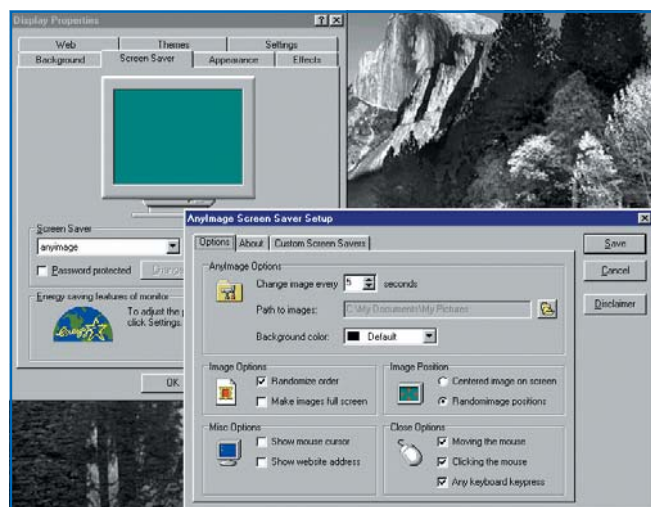 Display Properties
Web Themes Settings
Background Screen Saver Appearance Effects
Screen Saver
anyimage
Password protected
Energy saving features of monitor
To adjust the
click Settings.
OK
AnyImage Screen Saver Setup
Options About Custom Screen Savers
Save
Cancel
Disclaimer
AnyImage Options
Change image every 5 seconds
Path to images: C:\My Documents\My Pictures
Background color: Default
Image Options
Randomize order
Make images full screen
Image Position
Centered image on screen
Randomimage positions
Misc Options
Show mouse cursor
Show website address
Close Options
Moving the mouse
Clicking the mouse
Any keyboard keypress